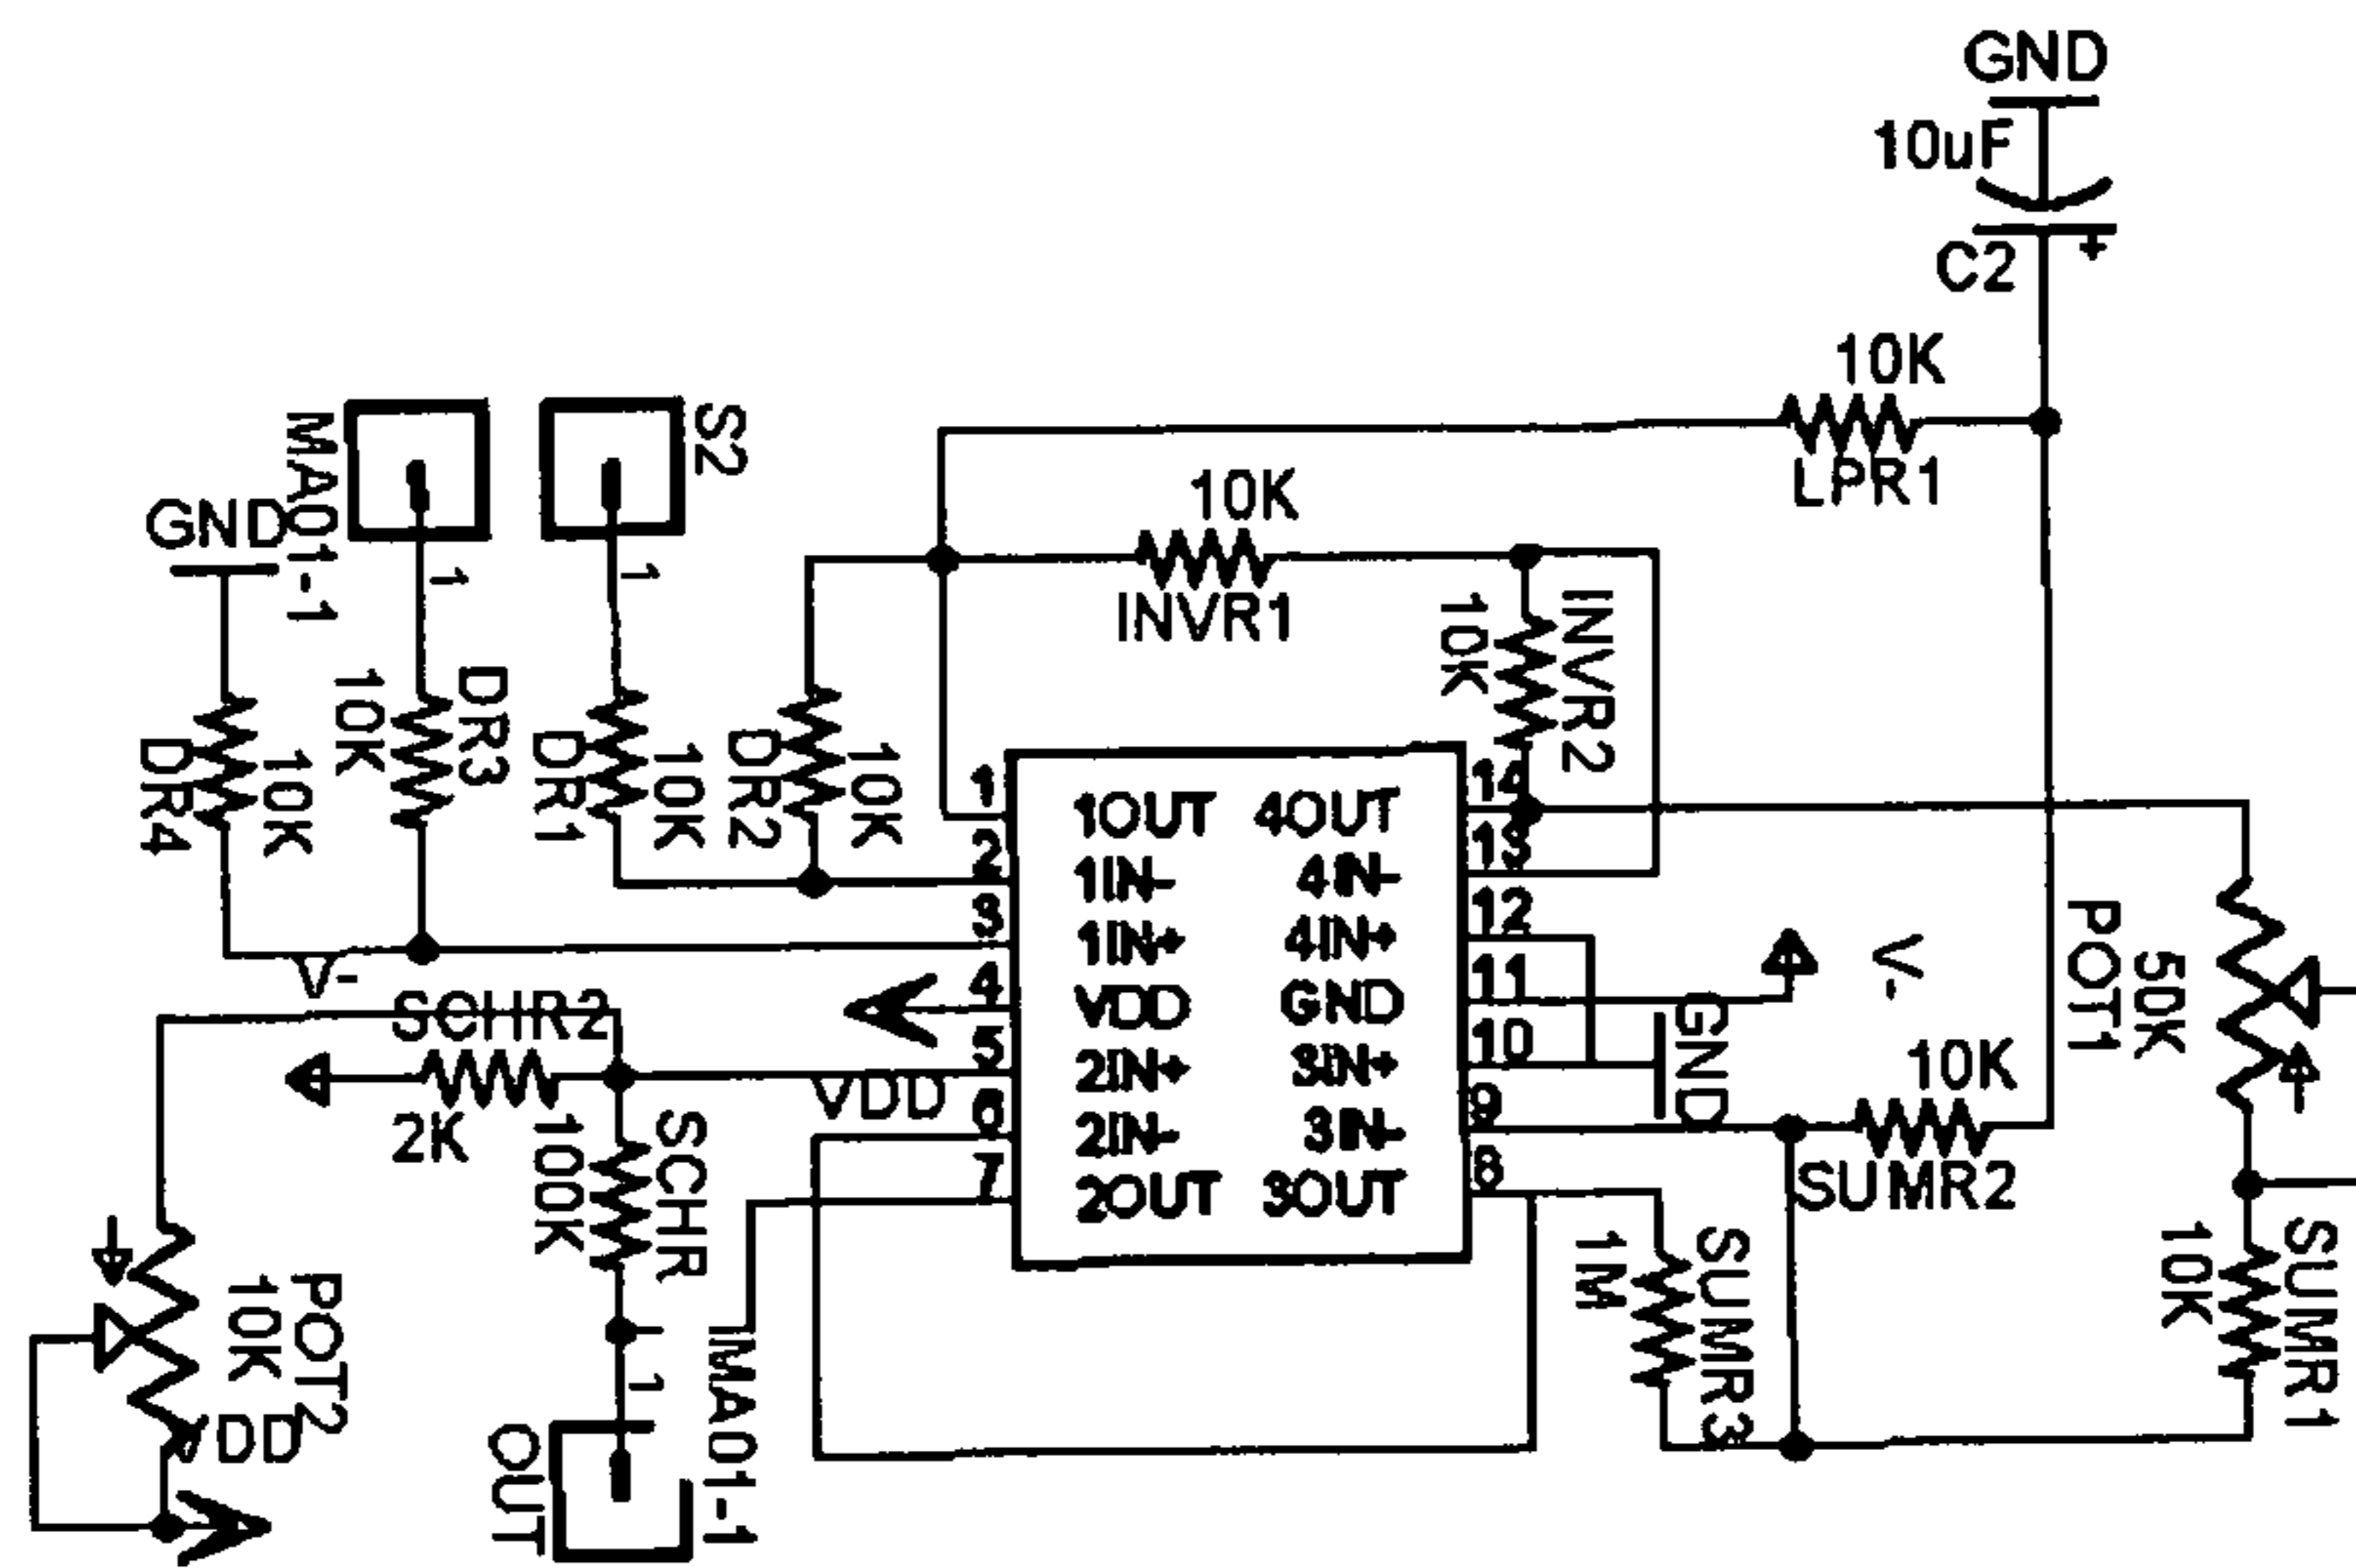 GND
10uF
C2
10K
LPR1
MA01-1
S2
GND
1
1
10K
INVR1
10K
INVR2
10K
DR3
DR4
10K
DR1
10K
DR2
10K
1
2
3
4
5
6
7
1OUT
1IN-
1IN+
VDD
2IN+
2IN-
2OUT
4OUT
4IN-
4IN+
GND
3IN+
3IN-
3OUT
14
13
12
11
10
9
8
V-
GND
V-
SCHR2
2K
VDD
100K
SCHR
POT1
50K
10K
SUMR2
10K
SUMR1
1M
SUMR3
10K
POT2
VDD
1
1
MA01-1
OUT